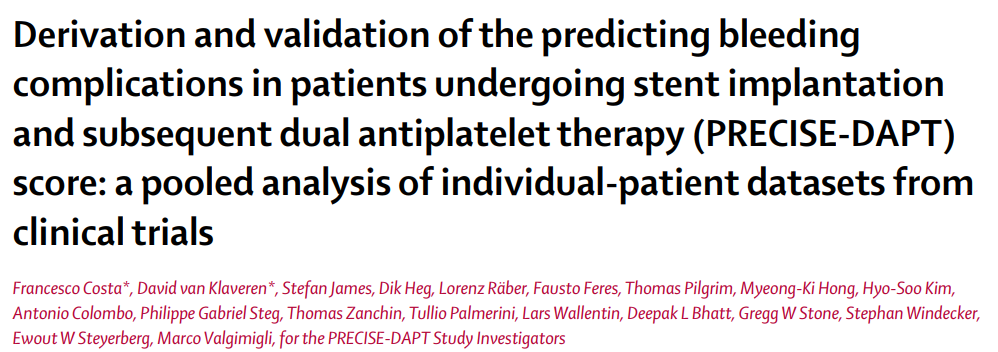 Derivation and validation of the predicting bleeding
complications in patients undergoing stent implantation
and subsequent dual antiplatelet therapy (PRECISE-DAPT)
score: a pooled analysis of individual-patient datasets from
clinical trials
Francesco Costa*, David van Klaveren*, Stefan James, Dik Heg, Lorenz Räber, Fausto Feres, Thomas Pilgrim, Myeong-Ki Hong, Hyo-Soo Kim,
Antonio Colombo, Philippe Gabriel Steg, Thomas Zanchin, Tullio Palmerini, Lars Wallentin, Deepak L Bhatt, Gregg W Stone, Stephan Windecker,
Ewout W Steyerberg, Marco Valgimigli, for the PRECISE-DAPT Study Investigators